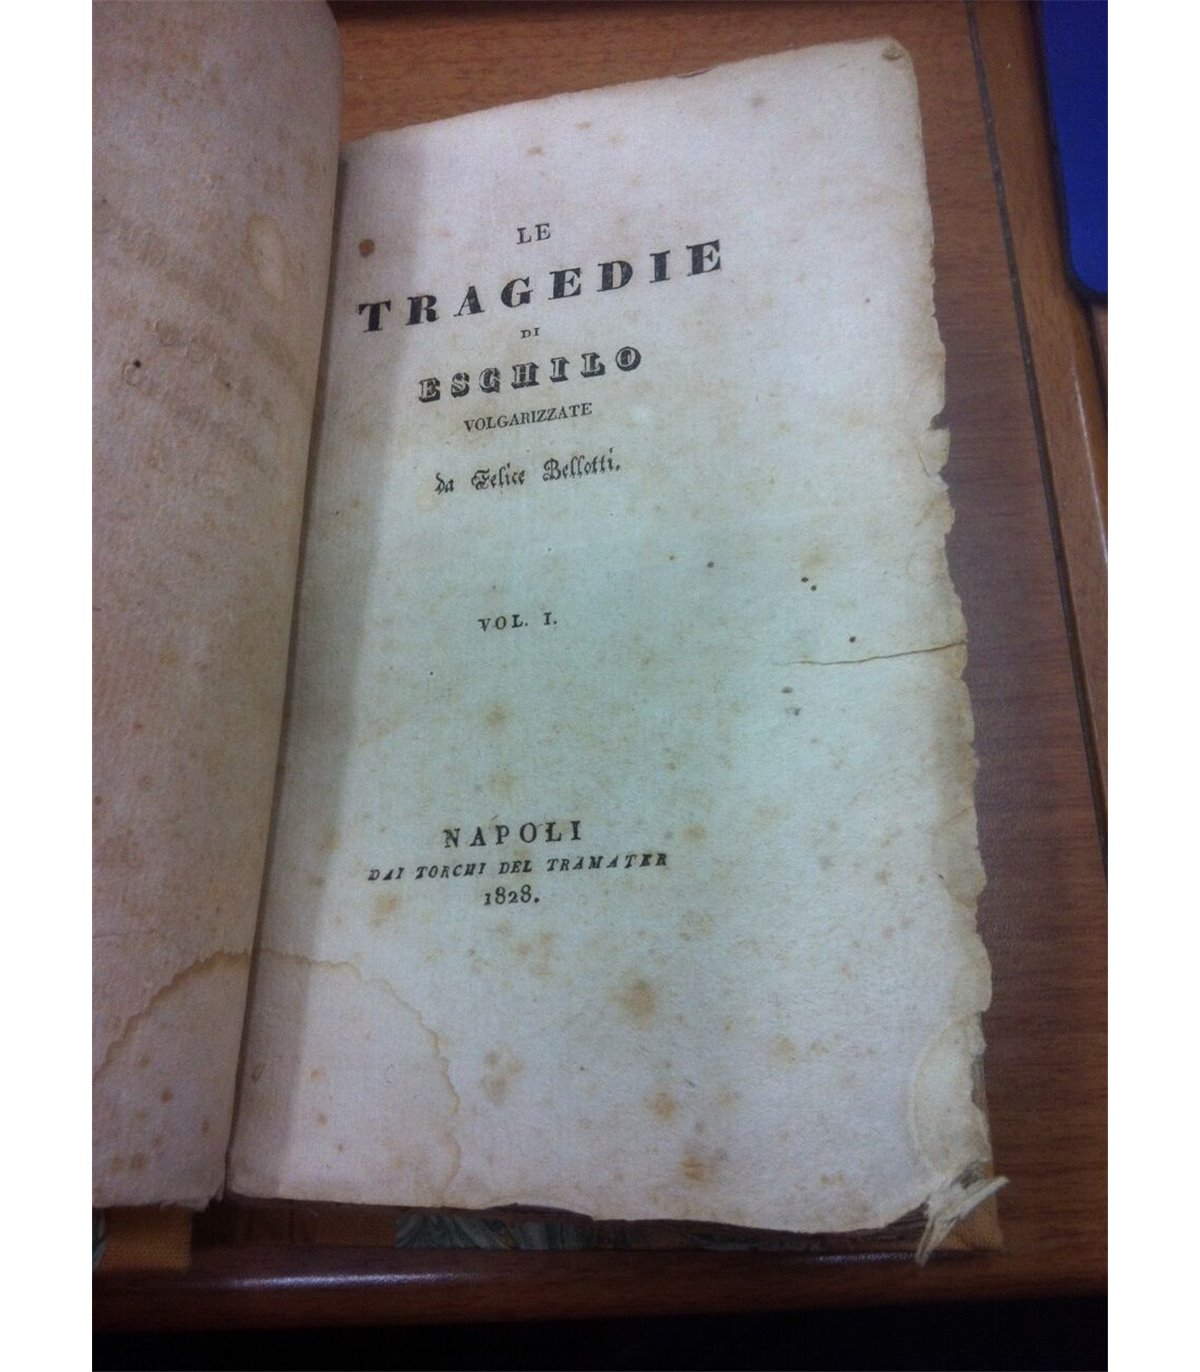 LE
TRAGEDIE
DI
ESCHILO
VOLGARIZZATE
da Felice Bellotti.
VOL. I.
NAPOLI
DAI TORCHI DEL TRAMATER
1828.